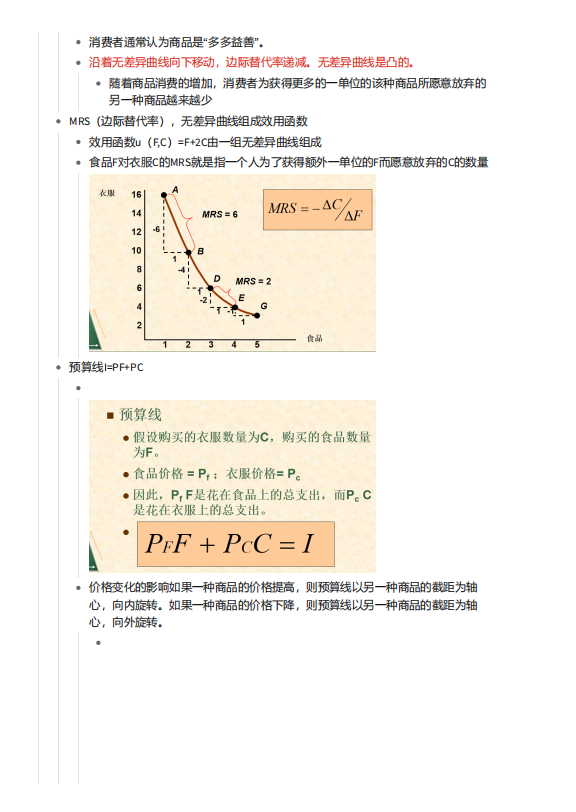 消费者通常认为商品是“多多益善”。
沿着无差异曲线向下移动，边际替代率递减。无差异曲线是凸的。
随着商品消费的增加，消费者为获得更多的一单位的该种商品所愿意放弃的
另一种商品越来越少
MRS（边际替代率），无差异曲线组成效用函数
效用函数u（F,C）=F+2C由一组无差异曲线组成
食品F对衣服C的MRS就是指一个人为了获得额外一单位的F而愿意放弃的C的数量
衣服
16
A
MRS = −ΔC/ΔF
14
MRS = 6
12
-6
10
B
1
8
-4
D
MRS = 2
6
1
-2
E
4
G
1
-1
2
1
食品
1 2 3 4 5
预算线I=PF+PC
预算线
假设购买的衣服数量为C，购买的食品数量
为F。
食品价格 = Pf ；衣服价格= Pc
因此，Pf F是花在食品上的总支出，而Pc C
是花在衣服上的总支出。
PFF + PCC = I
价格变化的影响如果一种商品的价格提高，则预算线以另一种商品的截距为轴
心，向内旋转。如果一种商品的价格下降，则预算线以另一种商品的截距为轴
心，向外旋转。